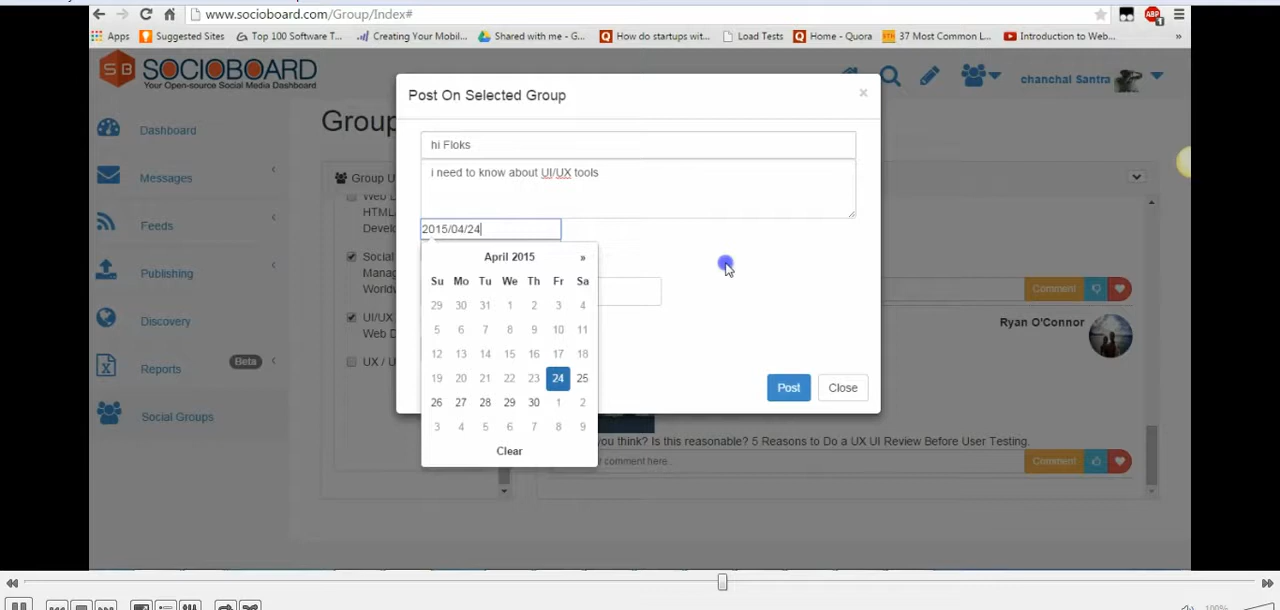 www.socioboard.com/Group/Index#
ABP
Apps Suggested Sites Top 100 Software T... Creating Your Mobil... Shared with me - G... How do startups wit... Load Tests Home - Quora 37 Most Common L... Introduction to Web... »
SB SOCIOBOARD
Your Open-source Social Media Dashboard
chanchal Santra
Post On Selected Group ×
Group
hi Floks
i need to know about UI/UX tools
2015/04/24
April 2015 »
Su Mo Tu We Th Fr Sa
29 30 31 1 2 3 4
5 6 7 8 9 10 11
12 13 14 15 16 17 18
19 20 21 22 23 24 25
26 27 28 29 30 1 2
3 4 5 6 7 8 9
Clear
Post Close
Dashboard
Messages
Feeds
Publishing
Discovery
Reports Beta
Social Groups
Group U
Web D
HTML
Develo
Social
Manag
Worldv
UI/UX
Web D
UX / U
Comment
Ryan O'Connor
you think? Is this reasonable? 5 Reasons to Do a UX UI Review Before User Testing.
comment here.. Comment
100%